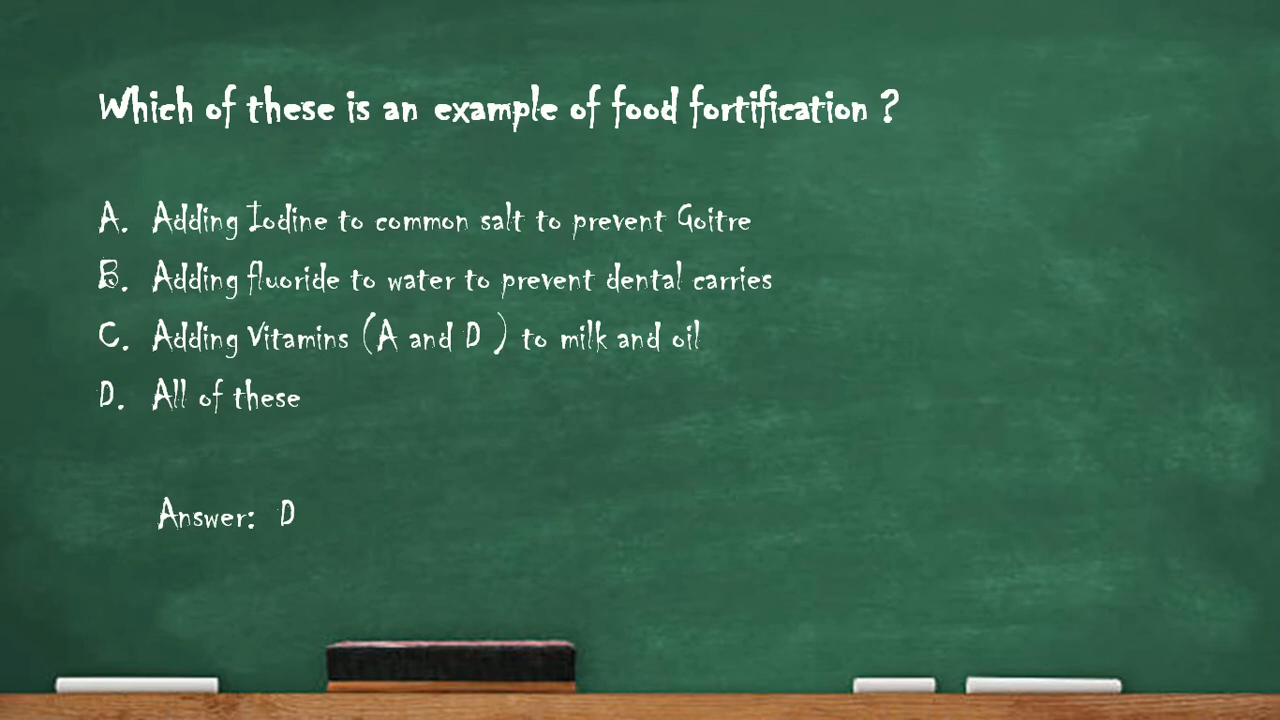 Which of these is an example of food fortification ?
A. Adding Iodine to common salt to prevent Goitre
B. Adding fluoride to water to prevent dental carries
C. Adding Vitamins (A and D ) to milk and oil
D. All of these
Answer: D